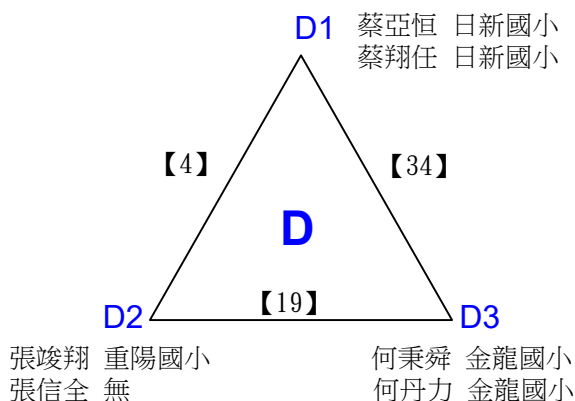 D1 蔡亞恒 日新國小
蔡翔任 日新國小
【4】
【34】
D
【19】
D2
D3
張竣翔 重陽國小
張信全 無
何秉舜 金龍國小
何丹力 金龍國小